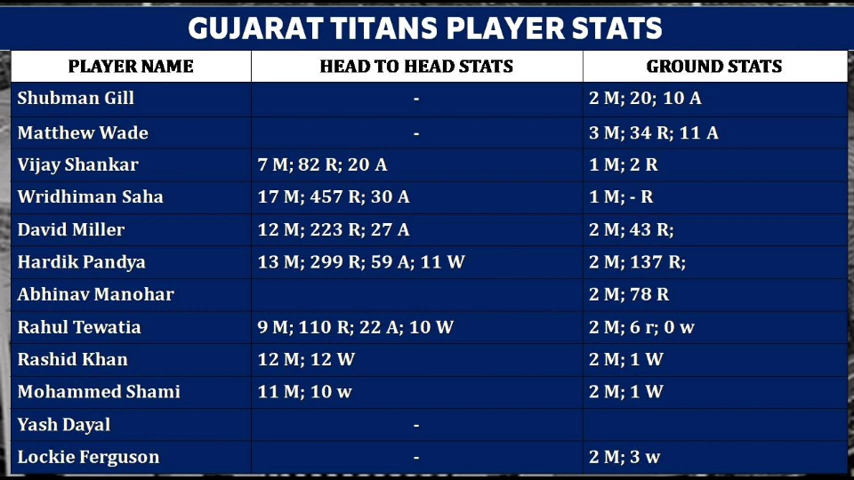 GUJARAT TITANS PLAYER STATS
PLAYER NAME HEAD TO HEAD STATS GROUND STATS
Shubman Gill - 2 M; 20; 10 A
Matthew Wade - 3 M; 34 R; 11 A
Vijay Shankar 7 M; 82 R; 20 A 1 M; 2 R
Wridhiman Saha 17 M; 457 R; 30 A 1 M; - R
David Miller 12 M; 223 R; 27 A 2 M; 43 R;
Hardik Pandya 13 M; 299 R; 59 A; 11 W 2 M; 137 R;
Abhinav Manohar 2 M; 78 R
Rahul Tewatia 9 M; 110 R; 22 A; 10 W 2 M; 6 r; 0 w
Rashid Khan 12 M; 12 W 2 M; 1 W
Mohammed Shami 11 M; 10 w 2 M; 1 W
Yash Dayal -
Lockie Ferguson - 2 M; 3 w